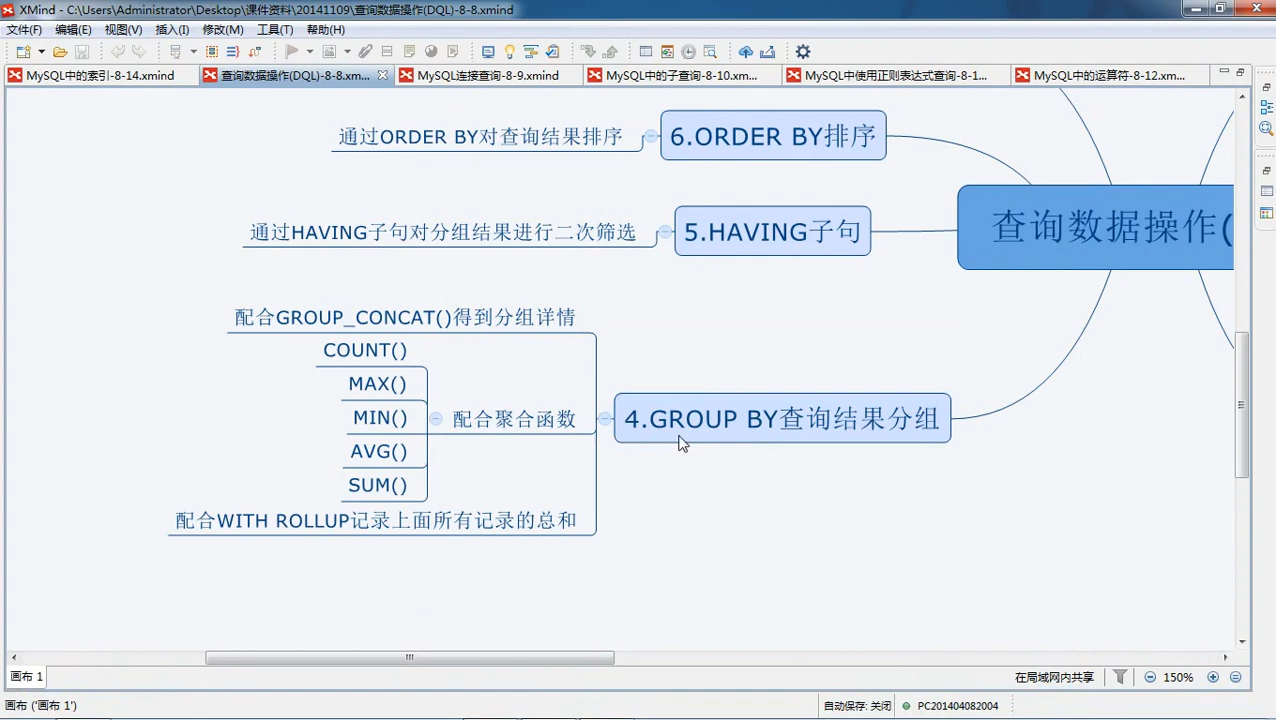 XMind - C:\Users\Administrator\Desktop\课件资料\20141109\查询数据操作(DQL)-8-8.xmind
文件(F) 编辑(E) 视图(V) 插入(I) 修改(M) 工具(T) 帮助(H)
MySQL中的索引-8-14.xmind 查询数据操作(DQL)-8-8.xm... MySQL连接查询-8-9.xmind MySQL中的子查询-8-10.xm... MySQL中使用正则表达式查询-8-1... MySQL中的运算符-8-12.xm...
通过ORDER BY对查询结果排序
6.ORDER BY排序
通过HAVING子句对分组结果进行二次筛选
5.HAVING子句
查询数据操作(
配合GROUP_CONCAT()得到分组详情
COUNT()
MAX()
MIN()
配合聚合函数
4.GROUP BY查询结果分组
AVG()
SUM()
配合WITH ROLLUP记录上面所有记录的总和
画布 1
在局域网内共享
150%
画布 ('画布 1')
自动保存: 关闭
PC201404082004